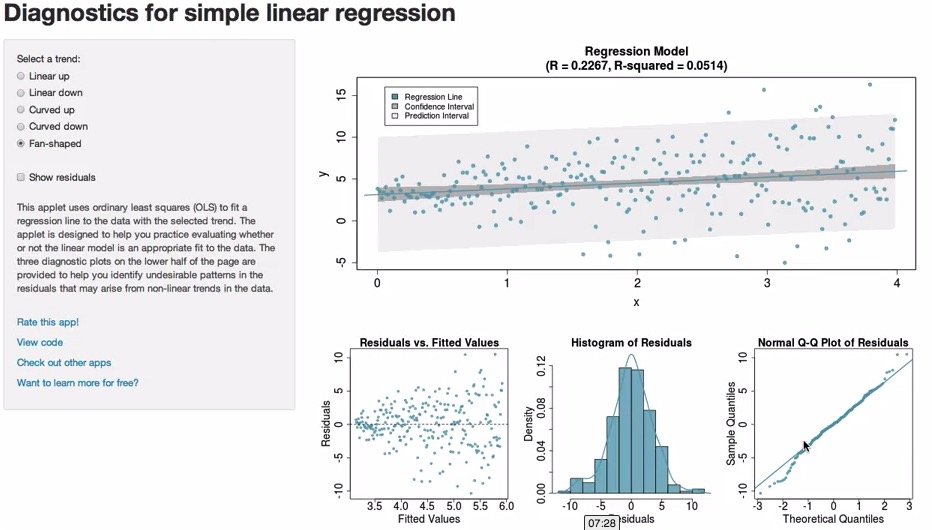 Diagnostics for simple linear regression
Select a trend:
Linear up
Linear down
Curved up
Curved down
Fan-shaped
Show residuals
This applet uses ordinary least squares (OLS) to fit a
regression line to the data with the selected trend. The
applet is designed to help you practice evaluating whether
or not the linear model is an appropriate fit to the data. The
three diagnostic plots on the lower half of the page are
provided to help you identify undesirable patterns in the
residuals that may arise from non-linear trends in the data.
Rate this app!
View code
Check out other apps
Want to learn more for free?
Regression Model
(R = 0.2267, R-squared = 0.0514)
Regression Line
Confidence Interval
Prediction Interval
y
15
10
5
0
-5
0 1 2 3 4
x
Residuals vs. Fitted Values
Residuals
10
5
0
-5
-10
3.5 4.0 4.5 5.0 5.5 6.0
Fitted Values
Histogram of Residuals
Density
0.12
0.08
0.04
0.00
-10 -5 0 5 10
07:28
Normal Q-Q Plot of Residuals
Sample Quantiles
10
5
0
-5
-10
-3 -2 -1 0 1 2 3
Theoretical Quantiles